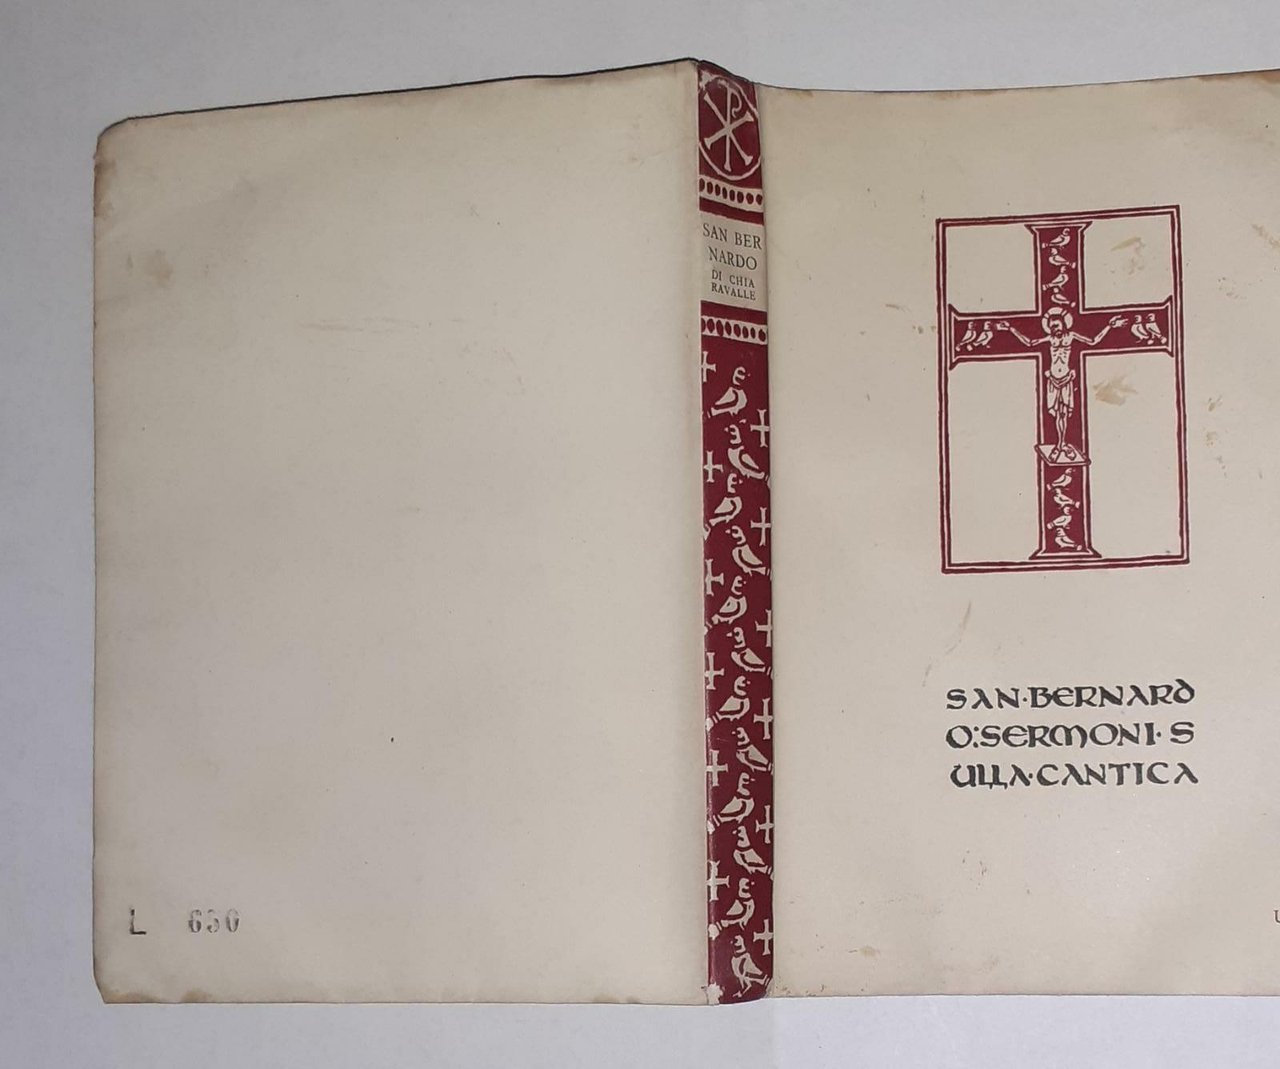 SAN BER
NARDO
DI CHIA
RAVALLE
SAN·BERNARD
O:SERMONI·S
ULLA·CANTICA
L 650